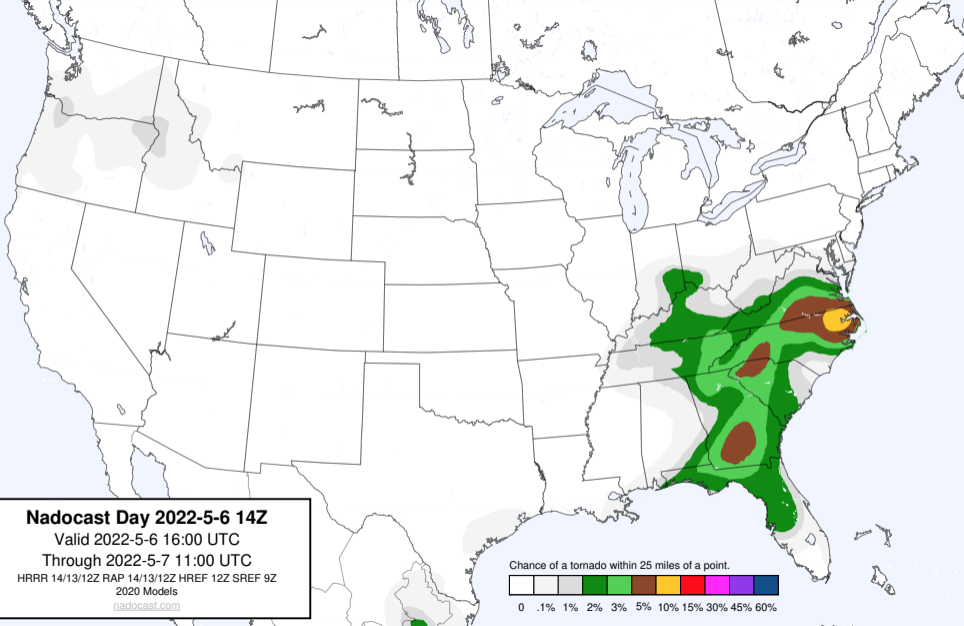 Nadocast Day 2022-5-6 14Z
Valid 2022-5-6 16:00 UTC
Through 2022-5-7 11:00 UTC
HRRR 14/13/12Z RAP 14/13/12Z HREF 12Z SREF 9Z
2020 Models
nadocast.com
Chance of a tornado within 25 miles of a point.
0 .1% 1% 2% 3% 5% 10% 15% 30% 45% 60%